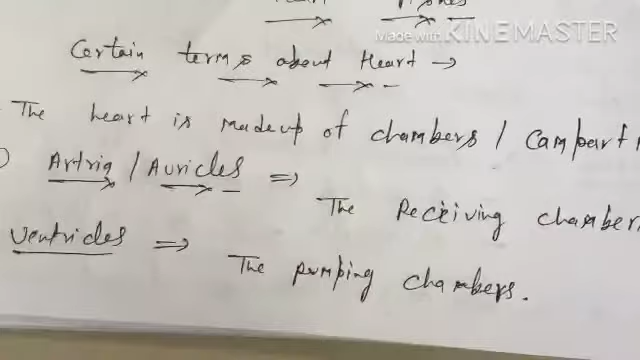 Made with KINEMASTER
Certain terms about Heart →
The heart is madeup of chambers /
Artria / Auricles ⇒
The Receiving chamber
Ventricles ⇒
The pumping chambers.